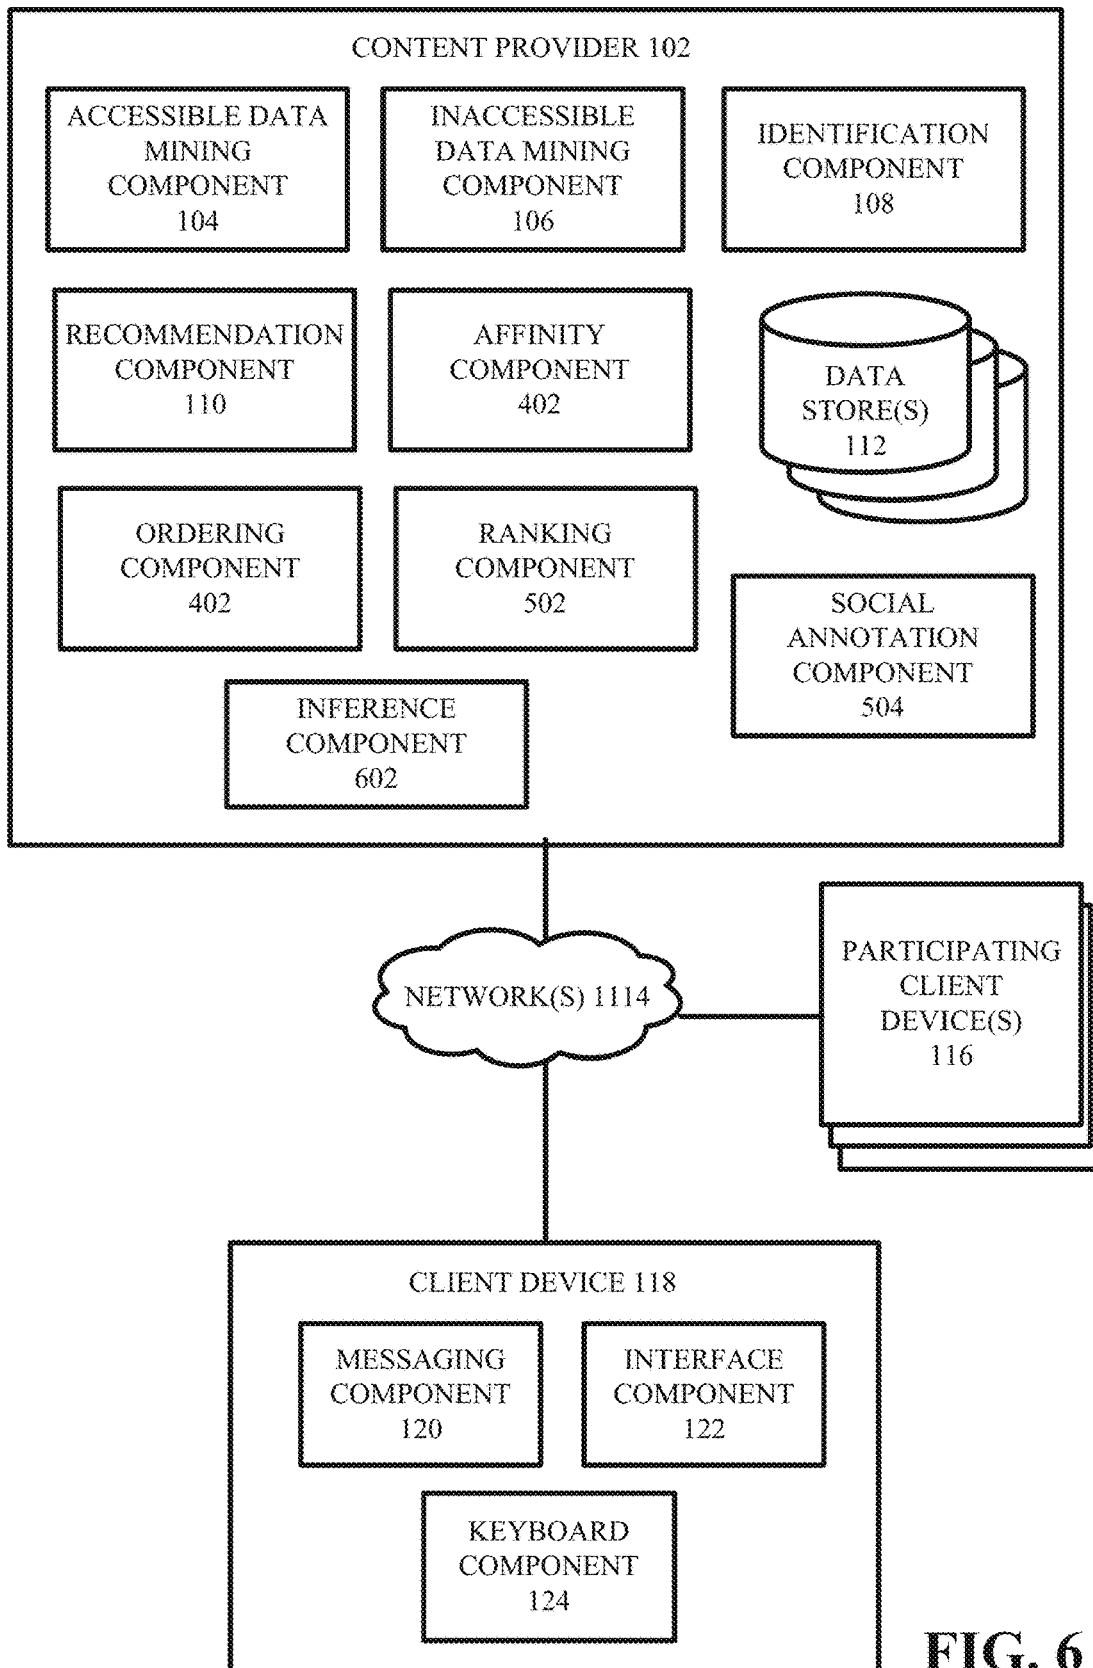 CONTENT PROVIDER 102
ACCESSIBLE DATA
MINING
COMPONENT
104
INACCESSIBLE
DATA MINING
COMPONENT
106
IDENTIFICATION
COMPONENT
108
RECOMMENDATION
COMPONENT
110
AFFINITY
COMPONENT
402
DATA
STORE(S)
112
ORDERING
COMPONENT
402
RANKING
COMPONENT
502
SOCIAL
ANNOTATION
COMPONENT
504
INFERENCE
COMPONENT
602
NETWORK(S) 1114
PARTICIPATING
CLIENT
DEVICE(S)
116
CLIENT DEVICE 118
MESSAGING
COMPONENT
120
INTERFACE
COMPONENT
122
KEYBOARD
COMPONENT
124
FIG. 6